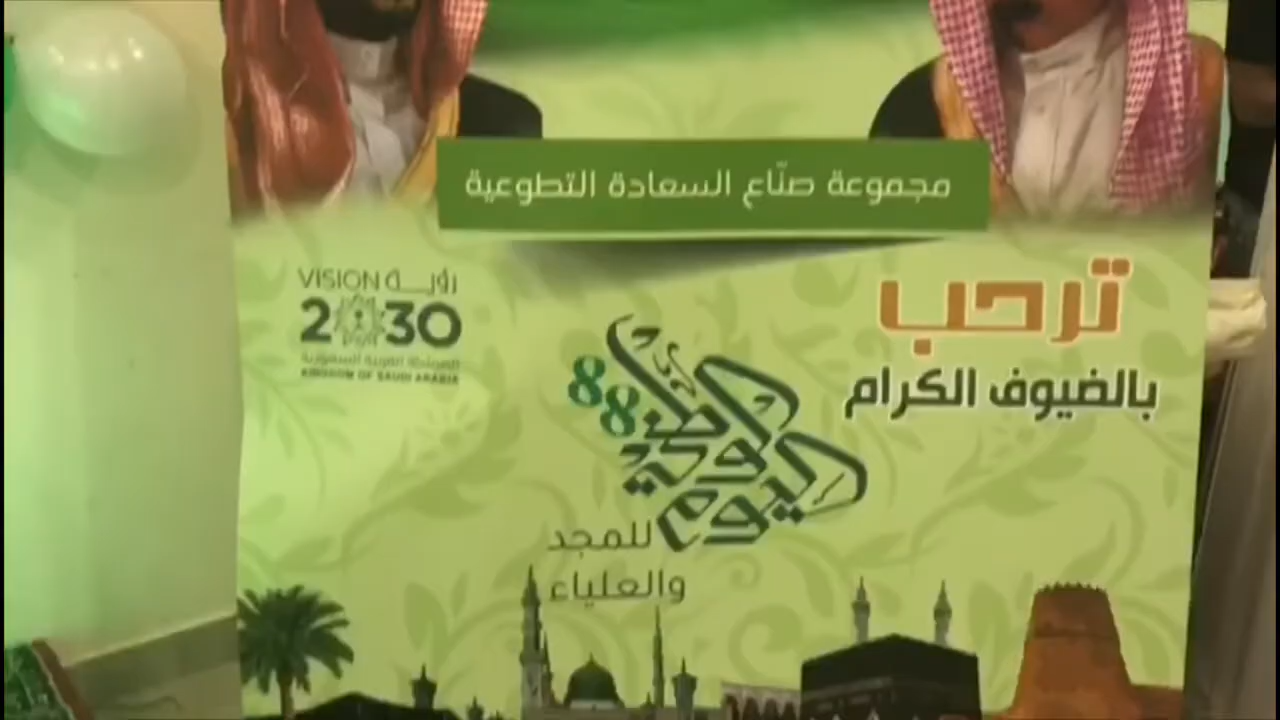 مجموعة صنّاع السعادة التطوعية
ترحب
بالضيوف الكرام
VISION رؤيــة
2030
المملكة العربية السعودية
KINGDOM OF SAUDI ARABIA
اليوم الوطني 88
للمجد
والعلياء